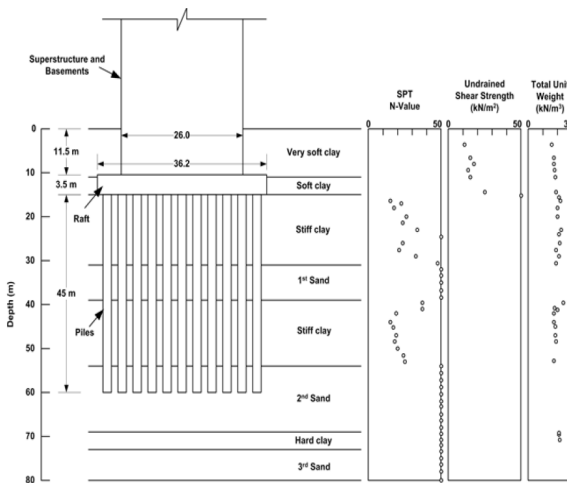 Superstructure and
Basements
SPT
N-Value
Undrained
Shear Strength
(kN/m²)
Total Unit
Weight
(kN/m³)
0 50 0 50 0 3
0
10
20
30
40
50
60
70
80
Depth (m)
11.5 m
3.5 m
45 m
26.0
36.2
Raft
Piles
Very soft clay
Soft clay
Stiff clay
1st Sand
Stiff clay
2nd Sand
Hard clay
3rd Sand